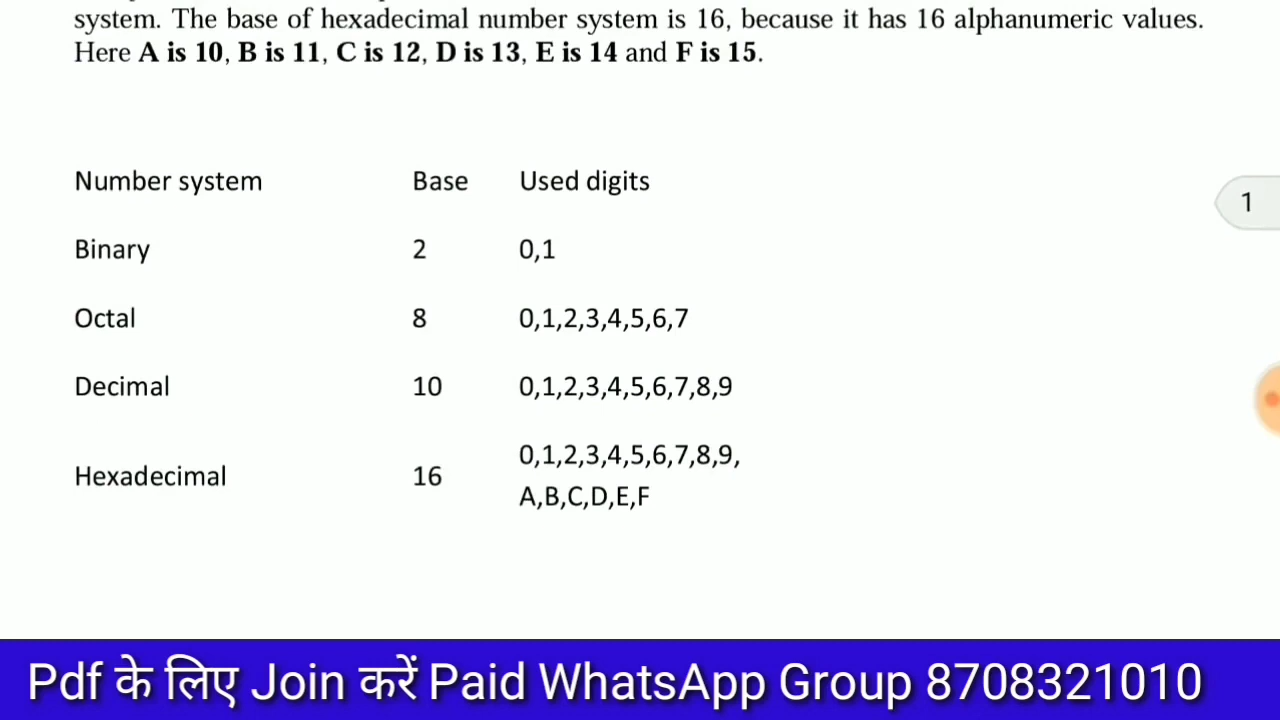 system. The base of hexadecimal number system is 16, because it has 16 alphanumeric values.
Here A is 10, B is 11, C is 12, D is 13, E is 14 and F is 15.
Number system Base Used digits
1
Binary 2 0,1
Octal 8 0,1,2,3,4,5,6,7
Decimal 10 0,1,2,3,4,5,6,7,8,9
Hexadecimal 16 0,1,2,3,4,5,6,7,8,9,
A,B,C,D,E,F
Pdf के लिए Join करें Paid WhatsApp Group 8708321010